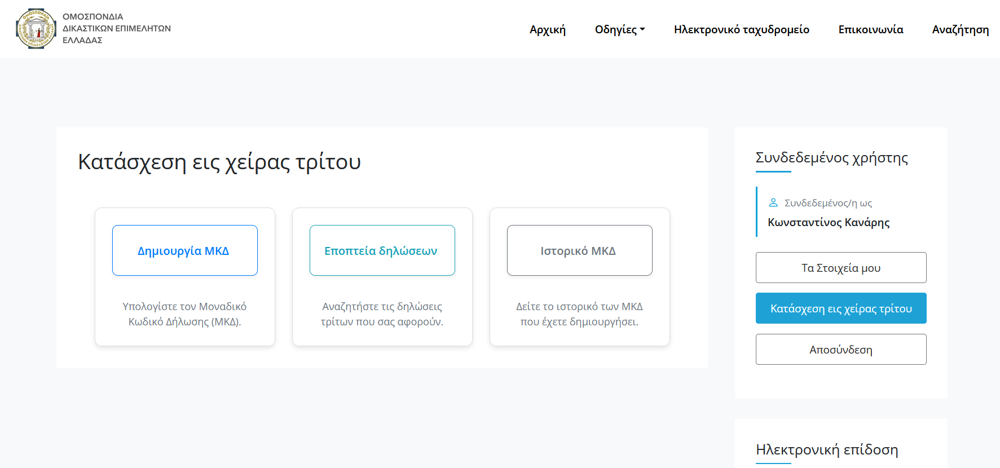 ΟΜΟΣΠΟΝΔΙΑ
ΔΙΚΑΣΤΙΚΩΝ ΕΠΙΜΕΛΗΤΩΝ
ΕΛΛΑΔΑΣ
Αρχική
Οδηγίες
Ηλεκτρονικό ταχυδρομείο
Επικοινωνία
Αναζήτηση
Κατάσχεση εις χείρας τρίτου
Δημιουργία ΜΚΔ
Υπολογίστε τον Μοναδικό
Κωδικό Δήλωσης (ΜΚΔ).
Εποπτεία δηλώσεων
Αναζητήστε τις δηλώσεις
τρίτων που σας αφορούν.
Ιστορικό ΜΚΔ
Δείτε το ιστορικό των ΜΚΔ
που έχετε δημιουργήσει.
Συνδεδεμένος χρήστης
Συνδεδεμένος/η ως
Κωνσταντίνος Κανάρης
Τα Στοιχεία μου
Κατάσχεση εις χείρας τρίτου
Αποσύνδεση
Ηλεκτρονική επίδοση